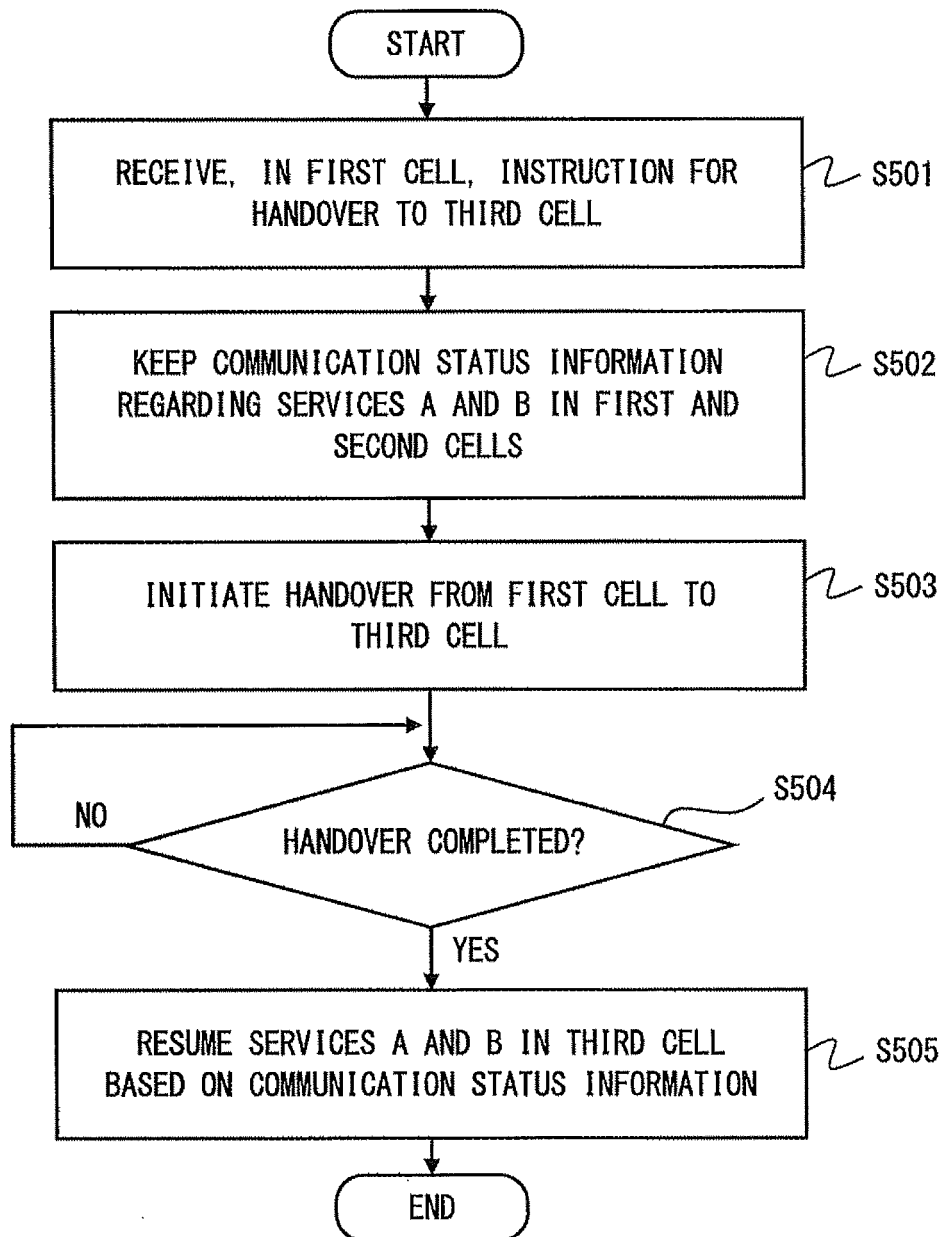 START
RECEIVE, IN FIRST CELL, INSTRUCTION FOR
HANDOVER TO THIRD CELL
S501
KEEP COMMUNICATION STATUS INFORMATION
REGARDING SERVICES A AND B IN FIRST AND
SECOND CELLS
S502
INITIATE HANDOVER FROM FIRST CELL TO
THIRD CELL
S503
HANDOVER COMPLETED?
S504
NO
YES
RESUME SERVICES A AND B IN THIRD CELL
BASED ON COMMUNICATION STATUS INFORMATION
S505
END